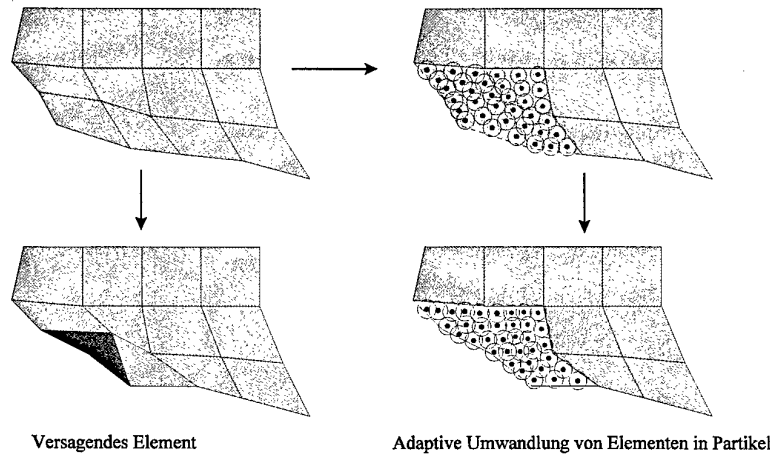 Versagendes Element
Adaptive Umwandlung von Elementen in Partikel